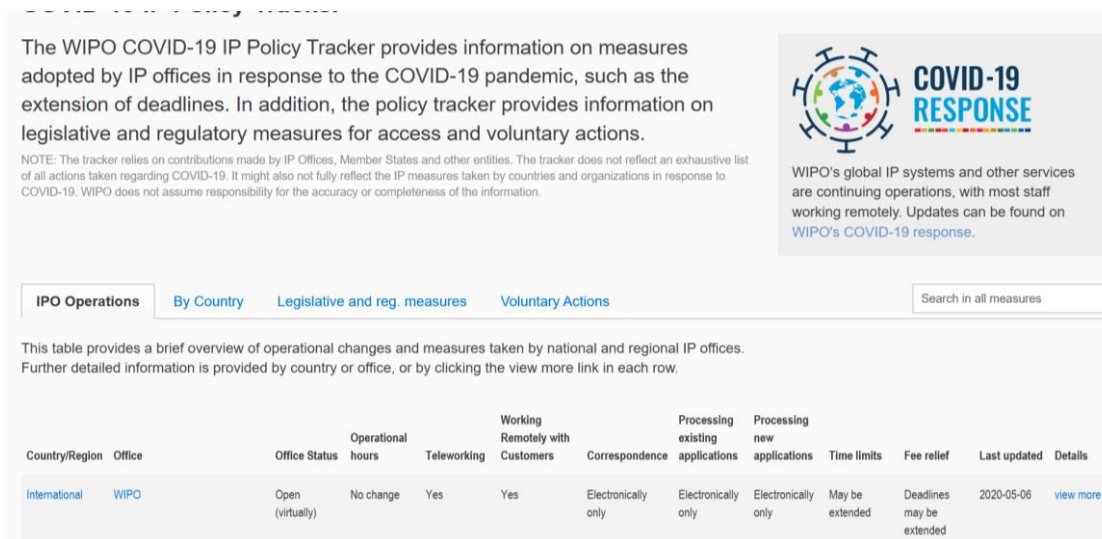 The WIPO COVID-19 IP Policy Tracker provides information on measures
adopted by IP offices in response to the COVID-19 pandemic, such as the
extension of deadlines. In addition, the policy tracker provides information on
legislative and regulatory measures for access and voluntary actions.
NOTE: The tracker relies on contributions made by IP Offices, Member States and other entities. The tracker does not reflect an exhaustive list
of all actions taken regarding COVID-19. It might also not fully reflect the IP measures taken by countries and organizations in response to
COVID-19. WIPO does not assume responsibility for the accuracy or completeness of the information.
COVID-19
RESPONSE
WIPO's global IP systems and other services
are continuing operations, with most staff
working remotely. Updates can be found on
WIPO's COVID-19 response.
IPO Operations
By Country
Legislative and reg. measures
Voluntary Actions
Search in all measures
This table provides a brief overview of operational changes and measures taken by national and regional IP offices.
Further detailed information is provided by country or office, or by clicking the view more link in each row.
Country/Region
Office
Office Status
Operational
hours
Teleworking
Working
Remotely with
Customers
Correspondence
Processing
existing
applications
Processing
new
applications
Time limits
Fee relief
Last updated
Details
International
WIPO
Open
(virtually)
No change
Yes
Yes
Electronically
only
Electronically
only
Electronically
only
May be
extended
Deadlines
may be
extended
2020-05-06
view more